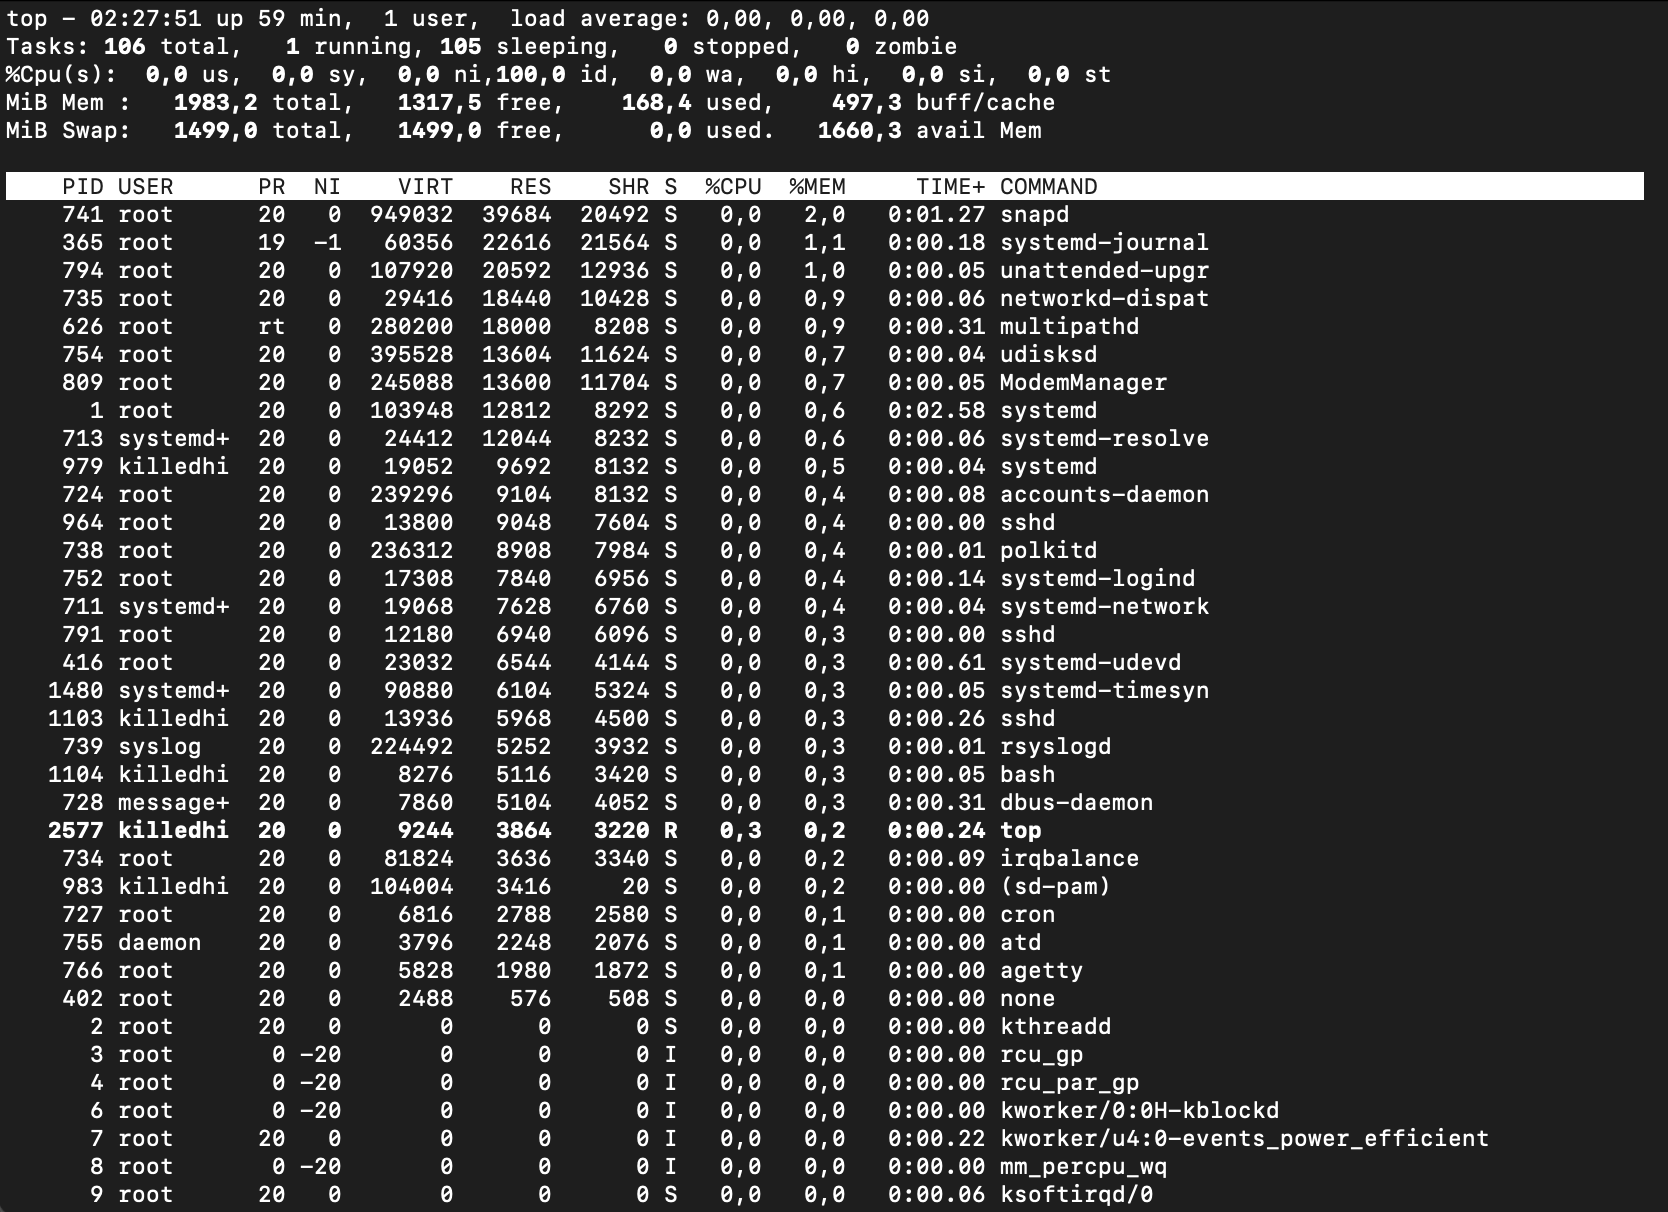 top - 02:27:51 up 59 min,  1 user,  load average: 0,00, 0,00, 0,00
Tasks: 106 total,   1 running, 105 sleeping,   0 stopped,   0 zombie
%Cpu(s):  0,0 us,  0,0 sy,  0,0 ni,100,0 id,  0,0 wa,  0,0 hi,  0,0 si,  0,0 st
MiB Mem :   1983,2 total,   1317,5 free,    168,4 used,    497,3 buff/cache
MiB Swap:   1499,0 total,   1499,0 free,      0,0 used.   1660,3 avail Mem
PID USER      PR  NI    VIRT    RES    SHR S  %CPU  %MEM     TIME+ COMMAND
741 root      20   0  949032  39684  20492 S   0,0   2,0   0:01.27 snapd
365 root      19  -1   60356  22616  21564 S   0,0   1,1   0:00.18 systemd-journal
794 root      20   0  107920  20592  12936 S   0,0   1,0   0:00.05 unattended-upgr
735 root      20   0   29416  18440  10428 S   0,0   0,9   0:00.06 networkd-dispat
626 root      rt   0  280200  18000   8208 S   0,0   0,9   0:00.31 multipathd
754 root      20   0  395528  13604  11624 S   0,0   0,7   0:00.04 udisksd
809 root      20   0  245088  13600  11704 S   0,0   0,7   0:00.05 ModemManager
1 root      20   0  103948  12812   8292 S   0,0   0,6   0:02.58 systemd
713 systemd+  20   0   24412  12044   8232 S   0,0   0,6   0:00.06 systemd-resolve
979 killedhi  20   0   19052   9692   8132 S   0,0   0,5   0:00.04 systemd
724 root      20   0  239296   9104   8132 S   0,0   0,4   0:00.08 accounts-daemon
964 root      20   0   13800   9048   7604 S   0,0   0,4   0:00.00 sshd
738 root      20   0  236312   8908   7984 S   0,0   0,4   0:00.01 polkitd
752 root      20   0   17308   7840   6956 S   0,0   0,4   0:00.14 systemd-logind
711 systemd+  20   0   19068   7628   6760 S   0,0   0,4   0:00.04 systemd-network
791 root      20   0   12180   6940   6096 S   0,0   0,3   0:00.00 sshd
416 root      20   0   23032   6544   4144 S   0,0   0,3   0:00.61 systemd-udevd
1480 systemd+  20   0   90880   6104   5324 S   0,0   0,3   0:00.05 systemd-timesyn
1103 killedhi  20   0   13936   5968   4500 S   0,0   0,3   0:00.26 sshd
739 syslog    20   0  224492   5252   3932 S   0,0   0,3   0:00.01 rsyslogd
1104 killedhi  20   0    8276   5116   3420 S   0,0   0,3   0:00.05 bash
728 message+  20   0    7860   5104   4052 S   0,0   0,3   0:00.31 dbus-daemon
2577 killedhi  20   0    9244   3864   3220 R   0,3   0,2   0:00.24 top
734 root      20   0   81824   3636   3340 S   0,0   0,2   0:00.09 irqbalance
983 killedhi  20   0  104004   3416     20 S   0,0   0,2   0:00.00 (sd-pam)
727 root      20   0    6816   2788   2580 S   0,0   0,1   0:00.00 cron
755 daemon    20   0    3796   2248   2076 S   0,0   0,1   0:00.00 atd
766 root      20   0    5828   1980   1872 S   0,0   0,1   0:00.00 agetty
402 root      20   0    2488    576    508 S   0,0   0,0   0:00.00 none
2 root      20   0       0      0      0 S   0,0   0,0   0:00.00 kthreadd
3 root       0 -20       0      0      0 I   0,0   0,0   0:00.00 rcu_gp
4 root       0 -20       0      0      0 I   0,0   0,0   0:00.00 rcu_par_gp
6 root       0 -20       0      0      0 I   0,0   0,0   0:00.00 kworker/0:0H-kblockd
7 root      20   0       0      0      0 I   0,0   0,0   0:00.22 kworker/u4:0-events_power_efficient
8 root       0 -20       0      0      0 I   0,0   0,0   0:00.00 mm_percpu_wq
9 root      20   0       0      0      0 S   0,0   0,0   0:00.06 ksoftirqd/0